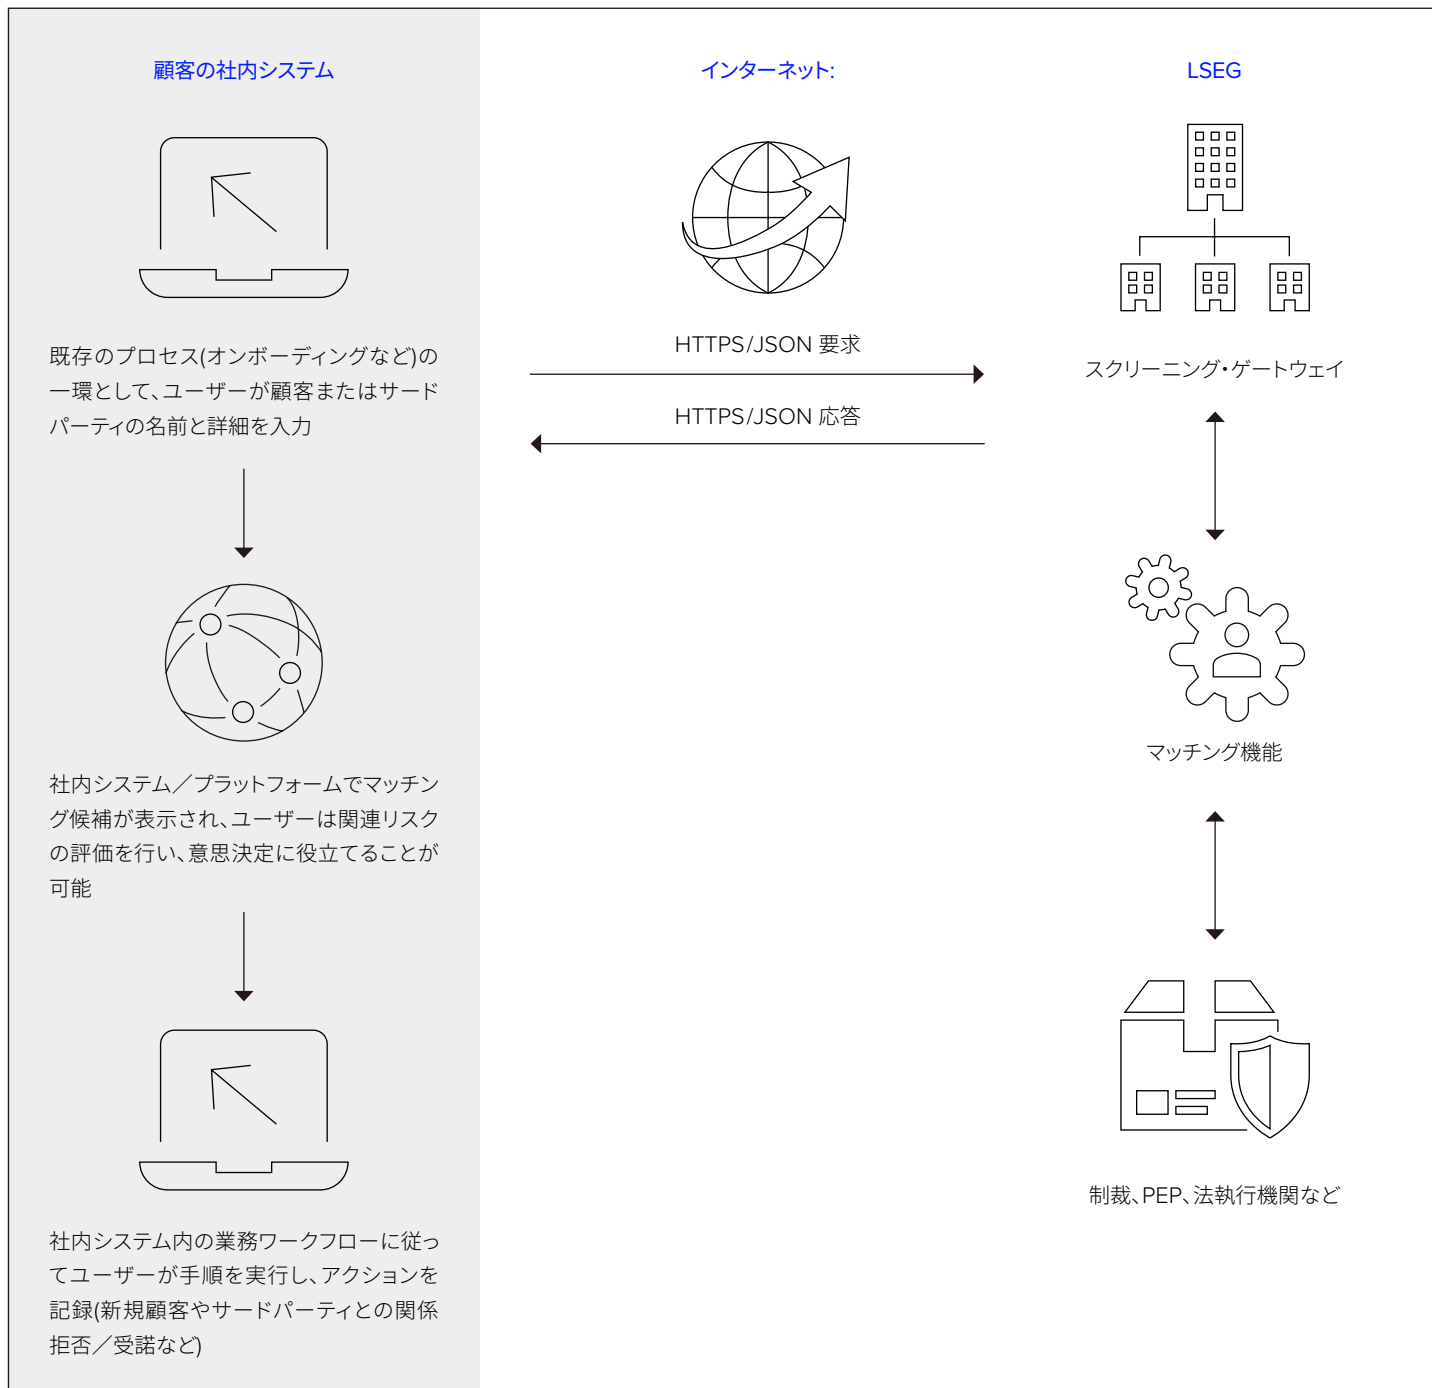 顧客の社内システム
既存のプロセス(オンボーディングなど)の
一環として、ユーザーが顧客またはサード
パーティの名前と詳細を入力
社内システム／プラットフォームでマッチン
グ候補が表示され、ユーザーは関連リスク
の評価を行い、意思決定に役立てることが
可能
社内システム内の業務ワークフローに従っ
てユーザーが手順を実行し、アクションを
記録(新規顧客やサードパーティとの関係
拒否／受諾など)
インターネット:
HTTPS/JSON 要求
HTTPS/JSON 応答
LSEG
スクリーニング・ゲートウェイ
マッチング機能
制裁、PEP、法執行機関など